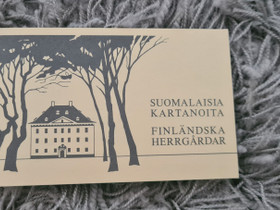 SUOMALAISIA
KARTANOITA
FINLÄNDSKA
HERRGÅRDAR